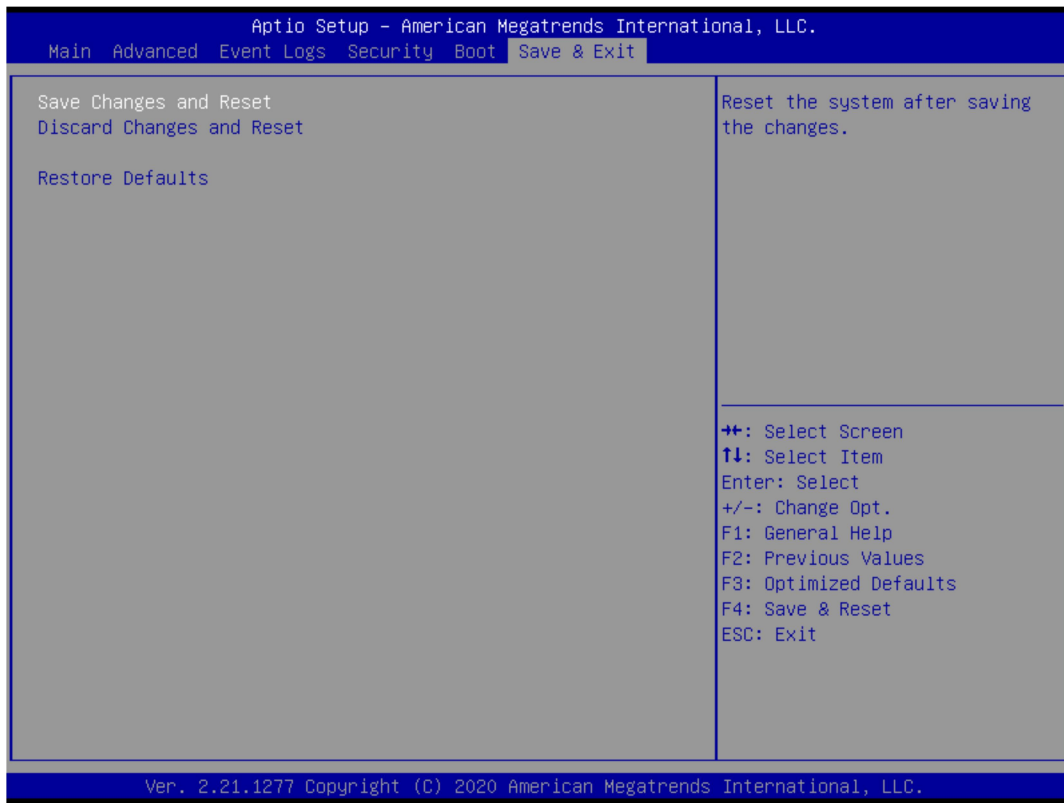 Aptio Setup – American Megatrends International, LLC.
Main Advanced Event Logs Security Boot Save & Exit
Save Changes and Reset
Discard Changes and Reset
Restore Defaults
Reset the system after saving
the changes.
→←: Select Screen
↑↓: Select Item
Enter: Select
+/-: Change Opt.
F1: General Help
F2: Previous Values
F3: Optimized Defaults
F4: Save & Reset
ESC: Exit
Ver. 2.21.1277 Copyright (C) 2020 American Megatrends International, LLC.